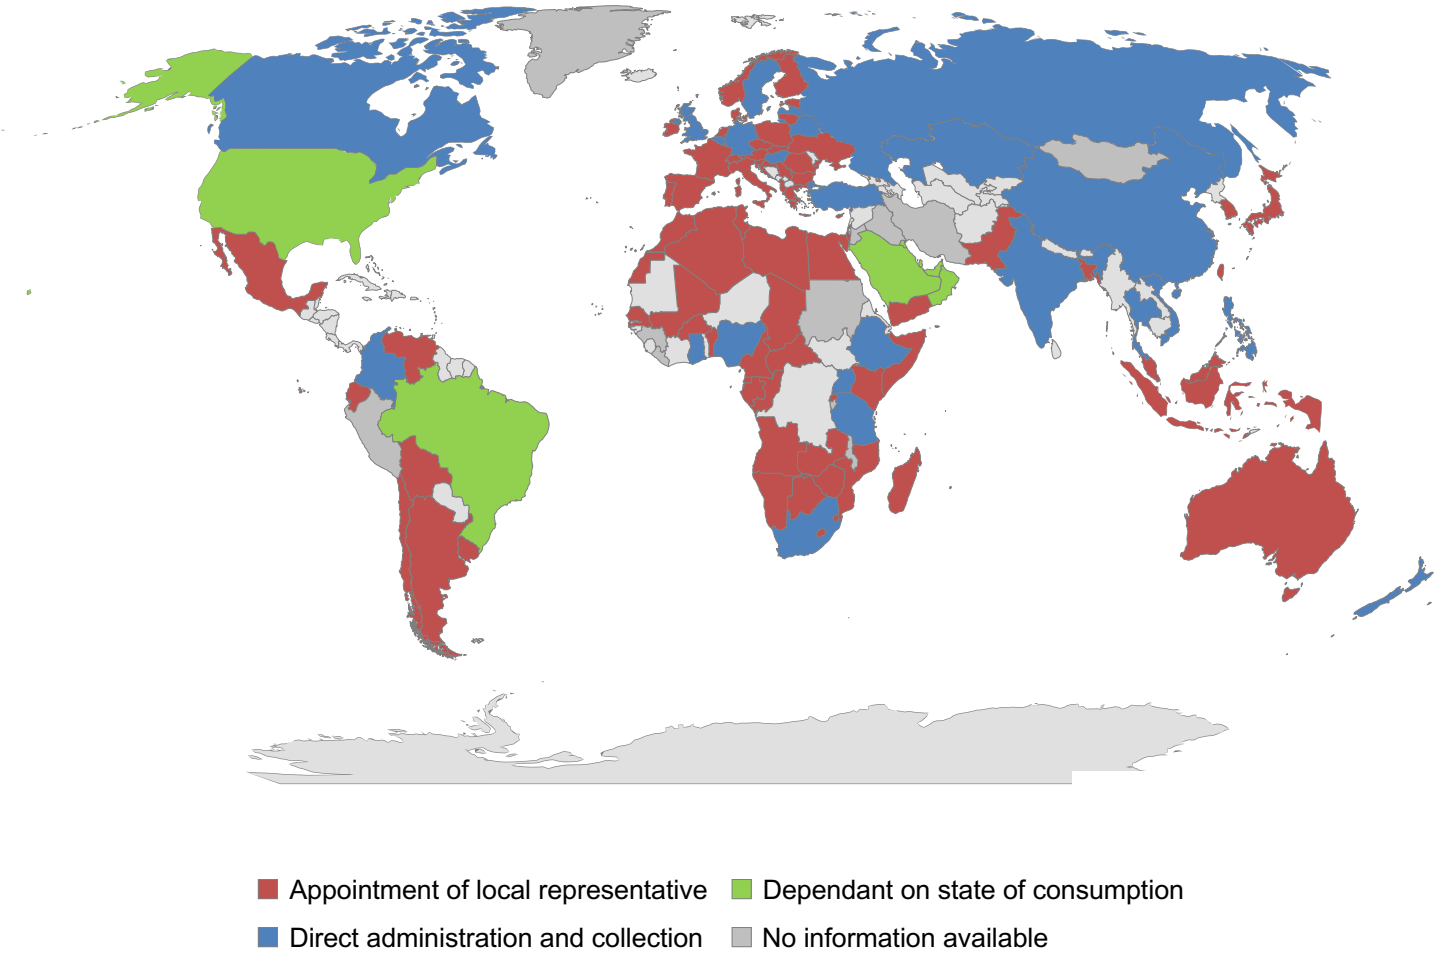 Appointment of local representative
Dependant on state of consumption
Direct administration and collection
No information available